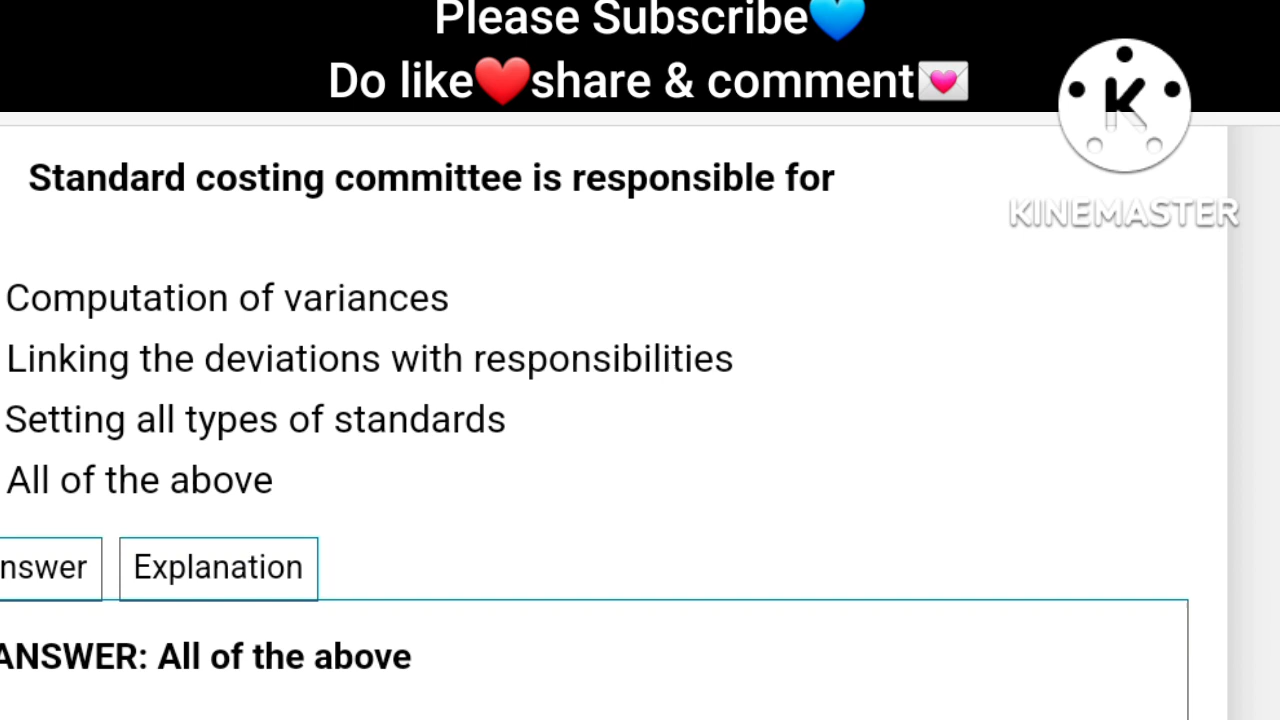 Please Subscribe💙
Do like❤️share & comment💌
K
KINEMASTER
Standard costing committee is responsible for
Computation of variances
Linking the deviations with responsibilities
Setting all types of standards
All of the above
nswer
Explanation
ANSWER: All of the above